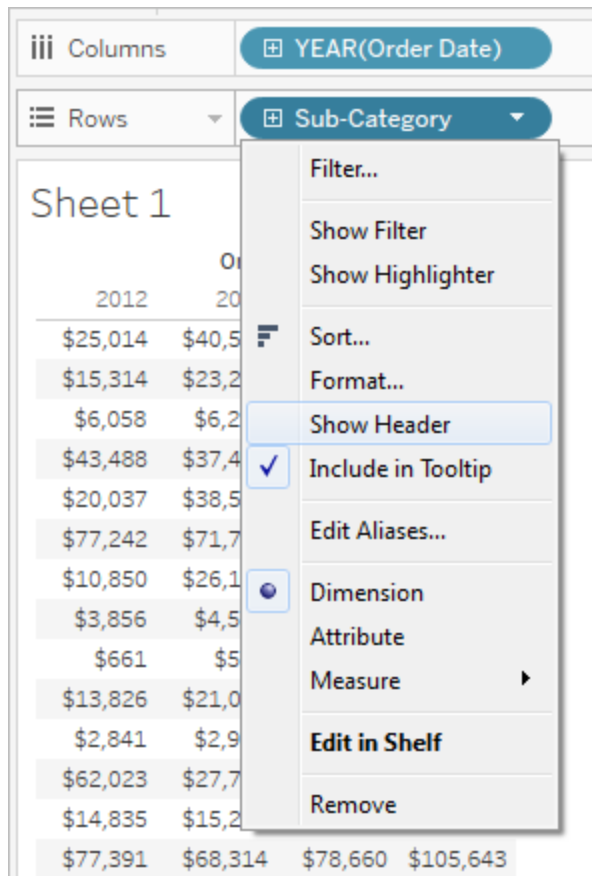 Columns YEAR(Order Date)
Rows Sub-Category
Filter...
Sheet 1
Show Filter
Show Highlighter
2012
$25,014
Sort...
$15,314
Format...
$6,058
Show Header
$43,488
Include in Tooltip
$20,037
$77,242
Edit Aliases...
$10,850
Dimension
$3,856
Attribute
$661
Measure
$13,826
$2,841
Edit in Shelf
$62,023
$14,835
Remove
$77,391 $68,314 $78,660 $105,643